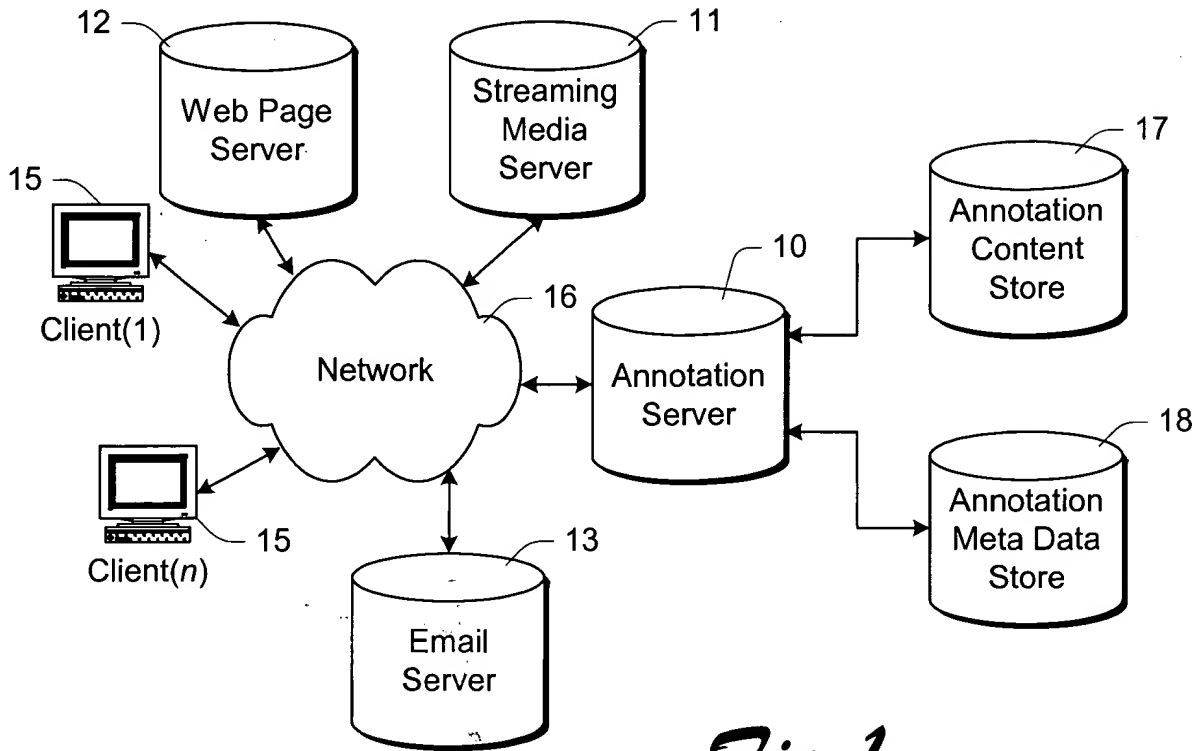 12
11
Web Page
Server
Streaming
Media
Server
17
15
Annotation
Content
Store
10
16
Client(1)
Network
Annotation
Server
18
Annotation
Meta Data
Store
15
13
Client(n)
Email
Server
Fig. 1